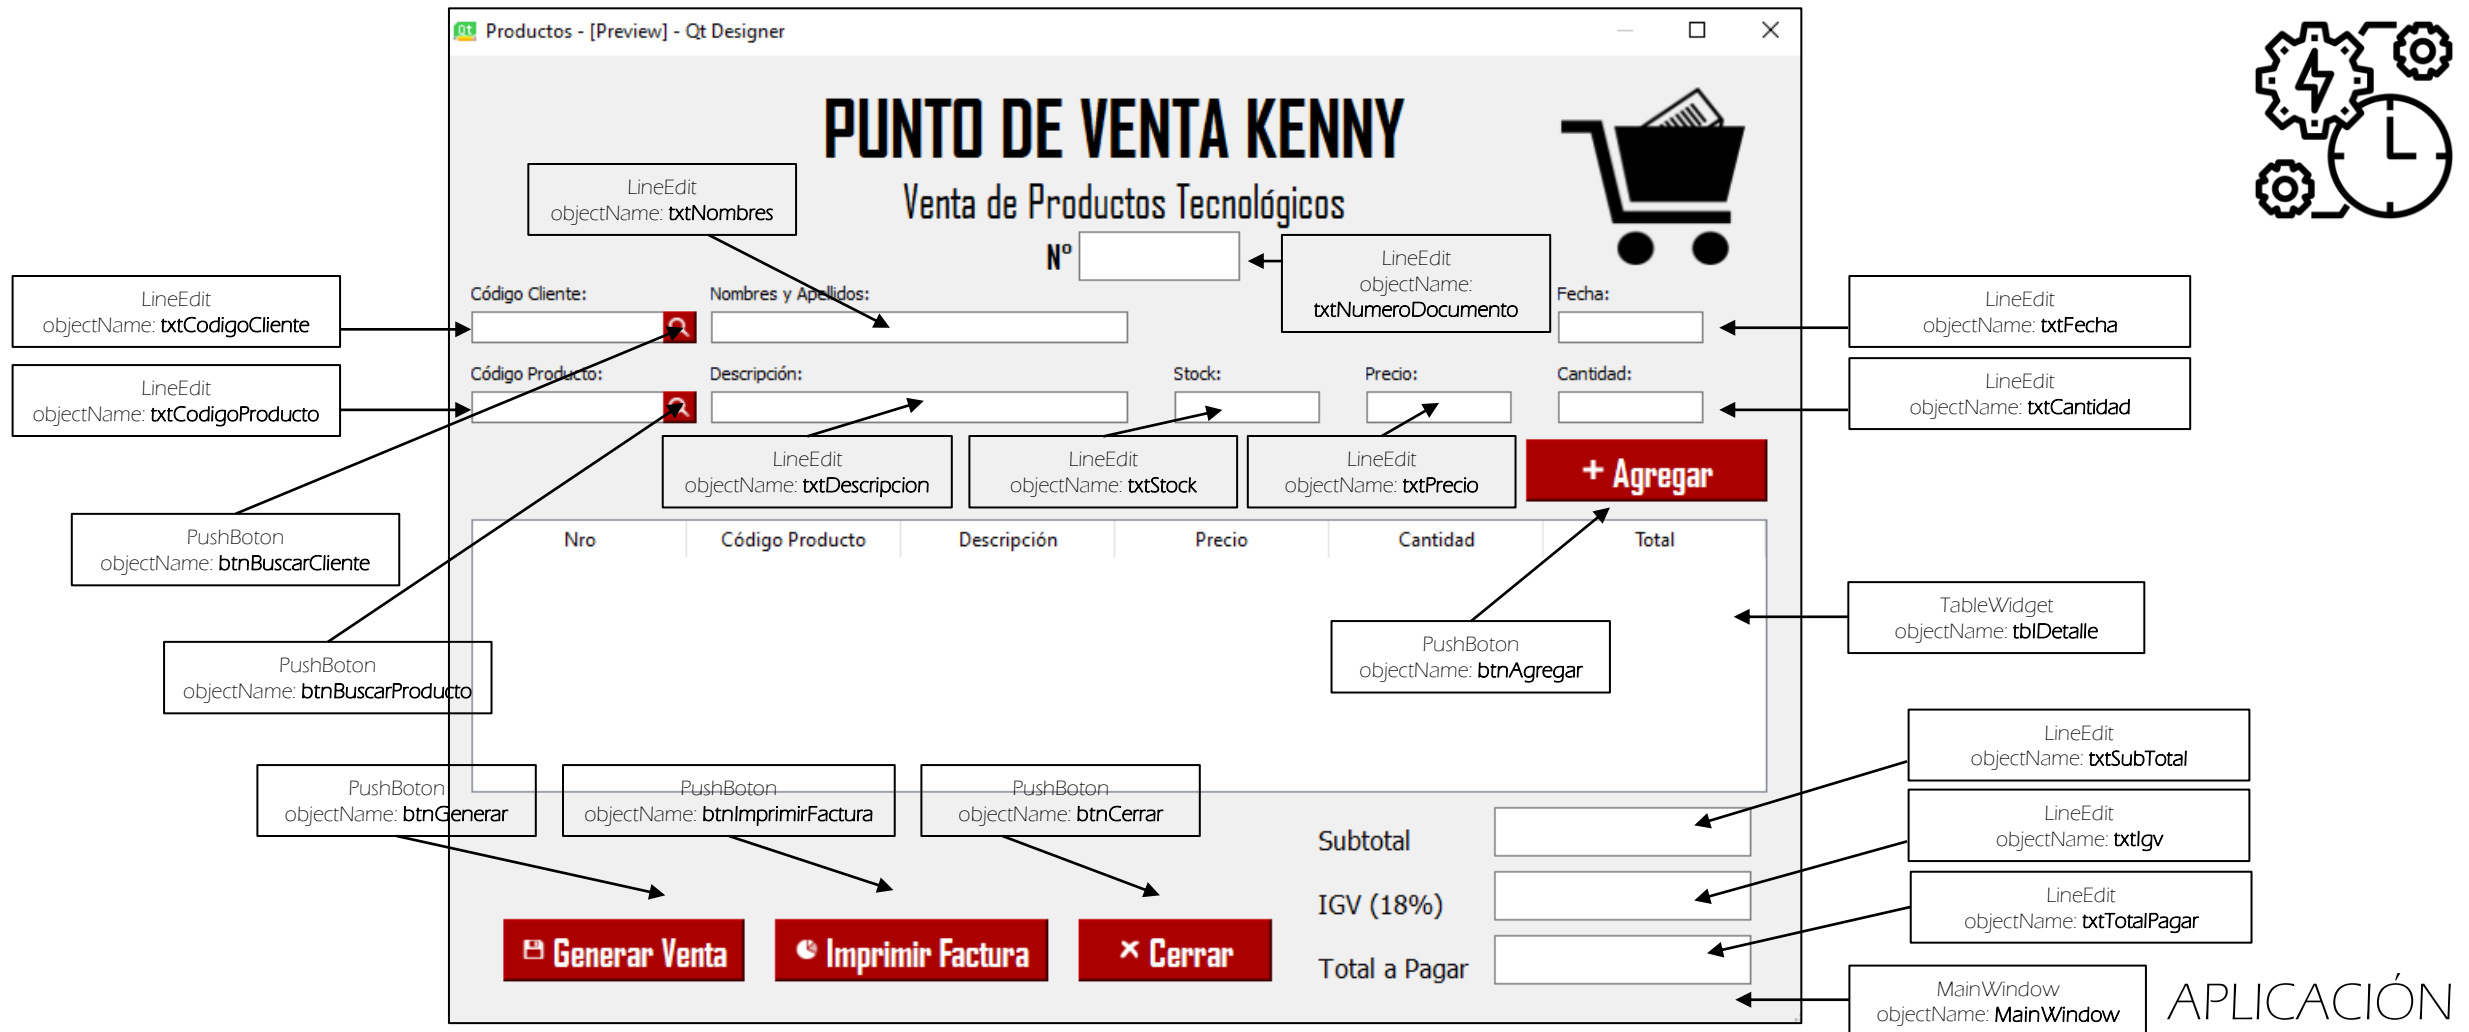 Productos - [Preview] - Qt Designer
PUNTO DE VENTA KENNY
Venta de Productos Tecnológicos
Nº
LineEdit
objectName: txtNombres
LineEdit
objectName:
txtNumeroDocumento
LineEdit
objectName: txtCodigoCliente
Código Cliente:
Nombres y Apellidos:
Fecha:
LineEdit
objectName: txtFecha
LineEdit
objectName: txtCodigoProducto
Código Producto:
Descripción:
Stock:
Precio:
Cantidad:
LineEdit
objectName: txtCantidad
LineEdit
objectName: txtDescripcion
LineEdit
objectName: txtStock
LineEdit
objectName: txtPrecio
+ Agregar
PushBoton
objectName: btnBuscarCliente
Nro
Código Producto
Descripción
Precio
Cantidad
Total
TableWidget
objectName: tblDetalle
PushBoton
objectName: btnBuscarProducto
PushBoton
objectName: btnAgregar
PushBoton
objectName: btnGenerar
PushBoton
objectName: btnImprimirFactura
PushBoton
objectName: btnCerrar
LineEdit
objectName: txtSubTotal
Subtotal
LineEdit
objectName: txtIgv
IGV (18%)
LineEdit
objectName: txtTotalPagar
Generar Venta
Imprimir Factura
× Cerrar
Total a Pagar
MainWindow
objectName: MainWindow
APLICACIÓN